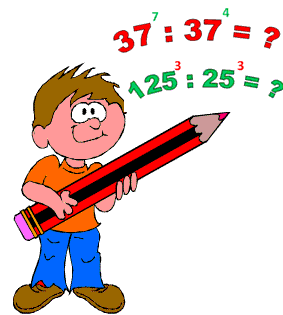 37⁷ : 37⁴ = ?
125³ : 25³ = ?